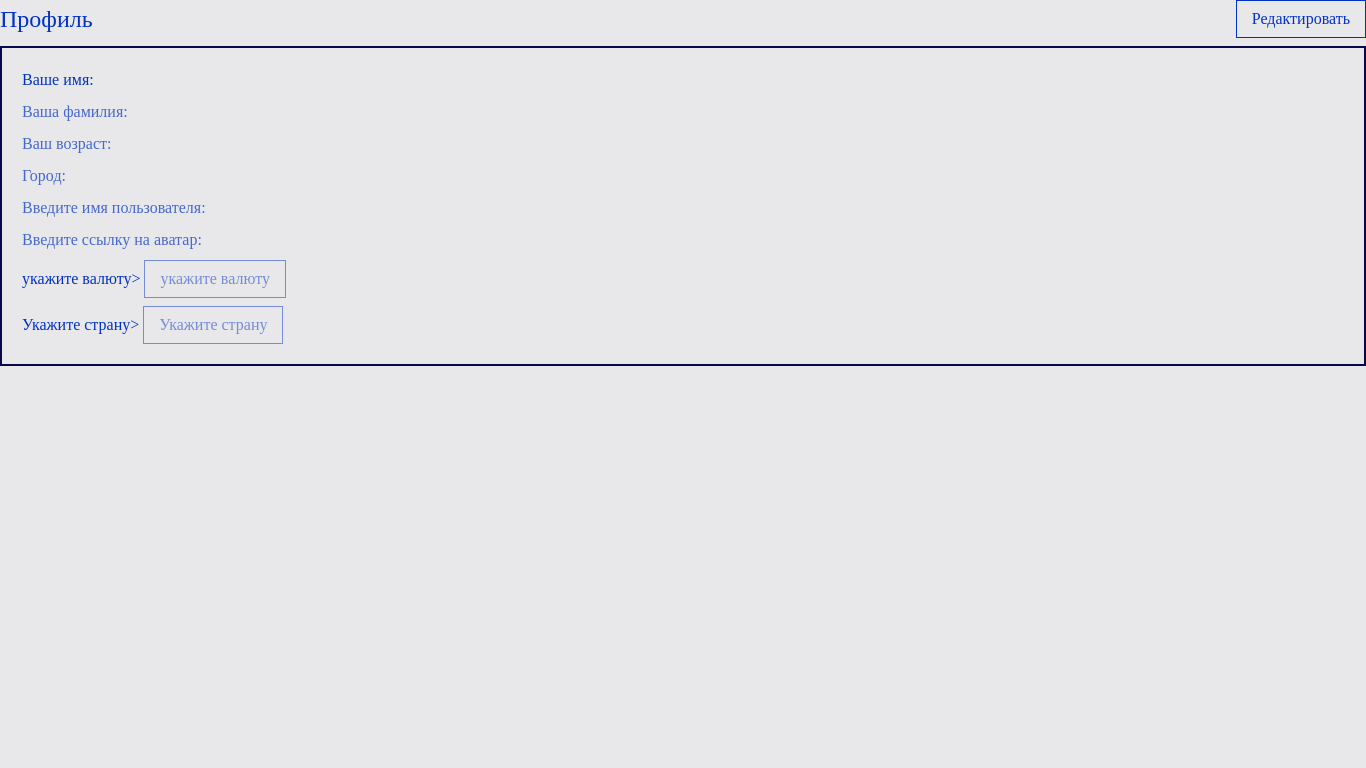 Профиль
Редактировать
Ваше имя:
Ваша фамилия:
Ваш возраст:
Город:
Введите имя пользователя:
Введите ссылку на аватар:
укажите валюту> укажите валюту
Укажите страну> Укажите страну